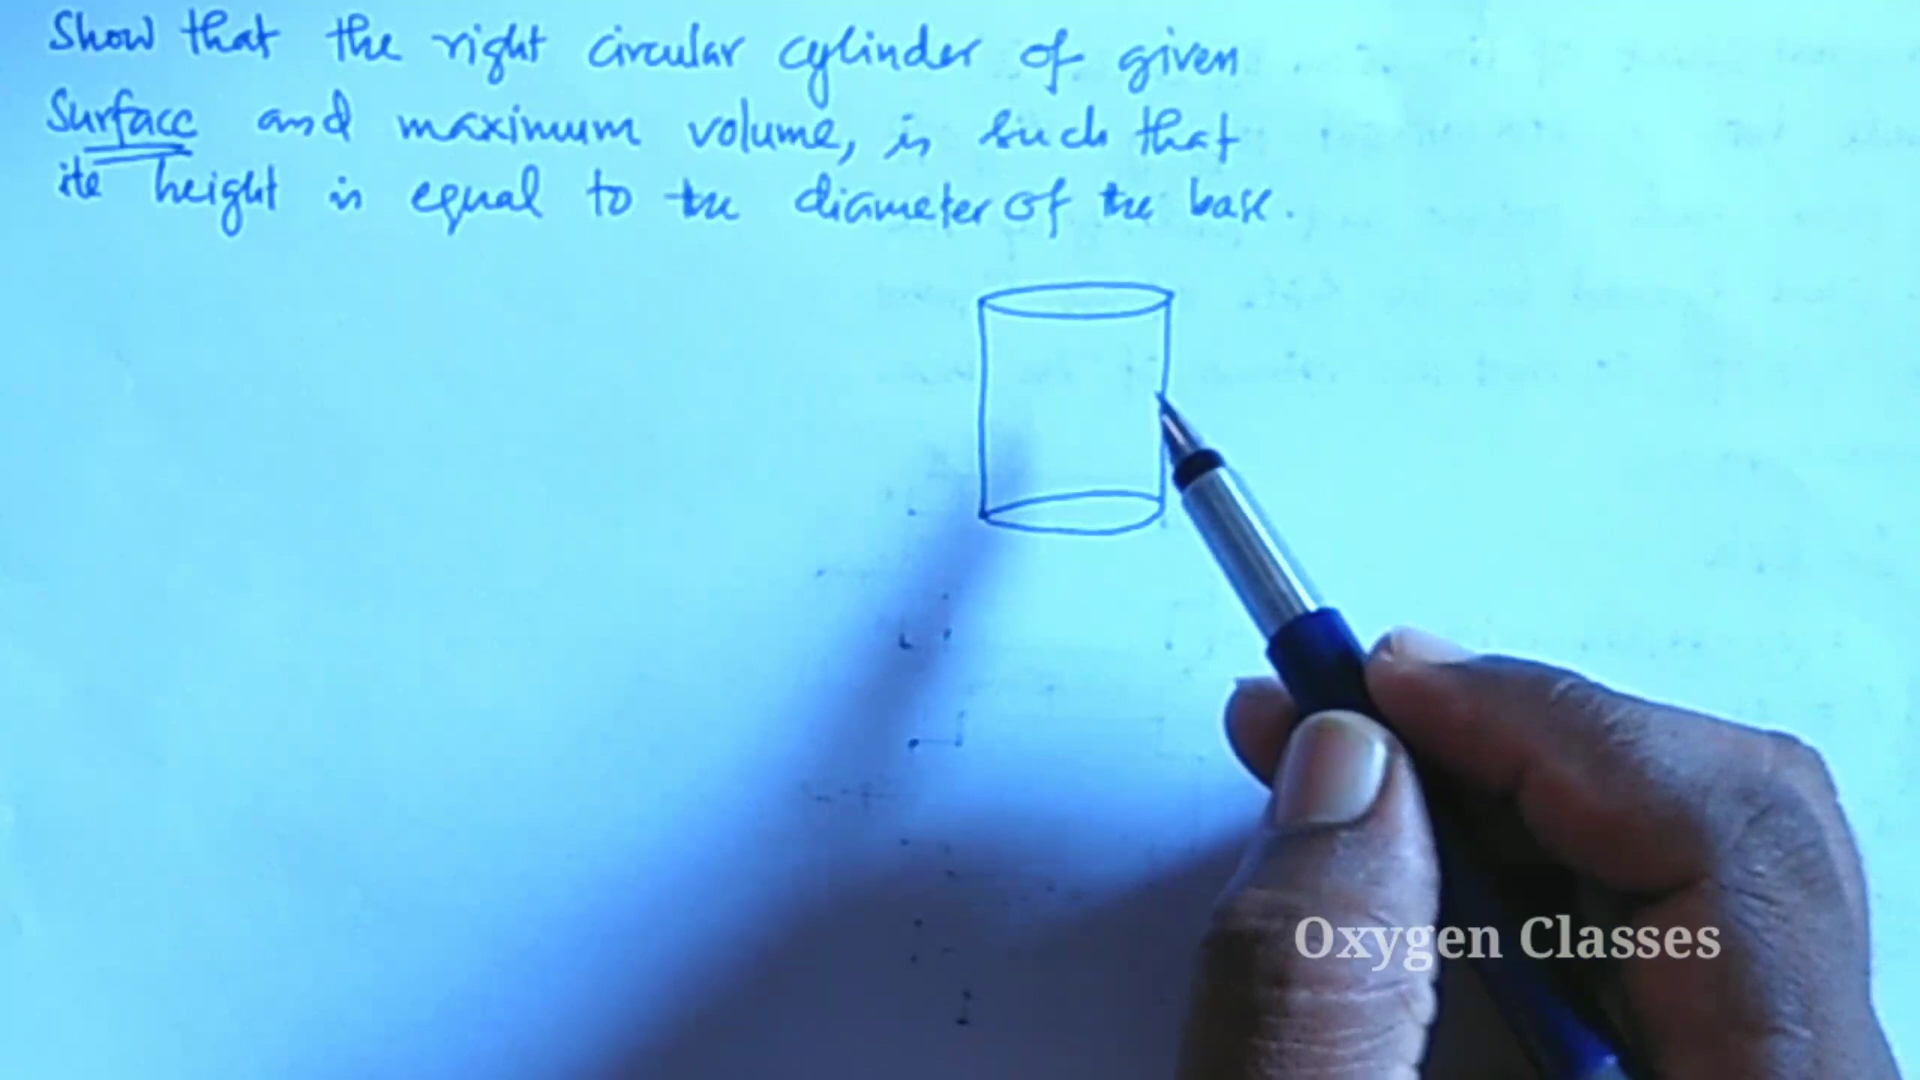 Show that the right circular cylinder of given
Surface and maximum volume, is such that
its height is equal to the diameter of the base.
Oxygen Classes